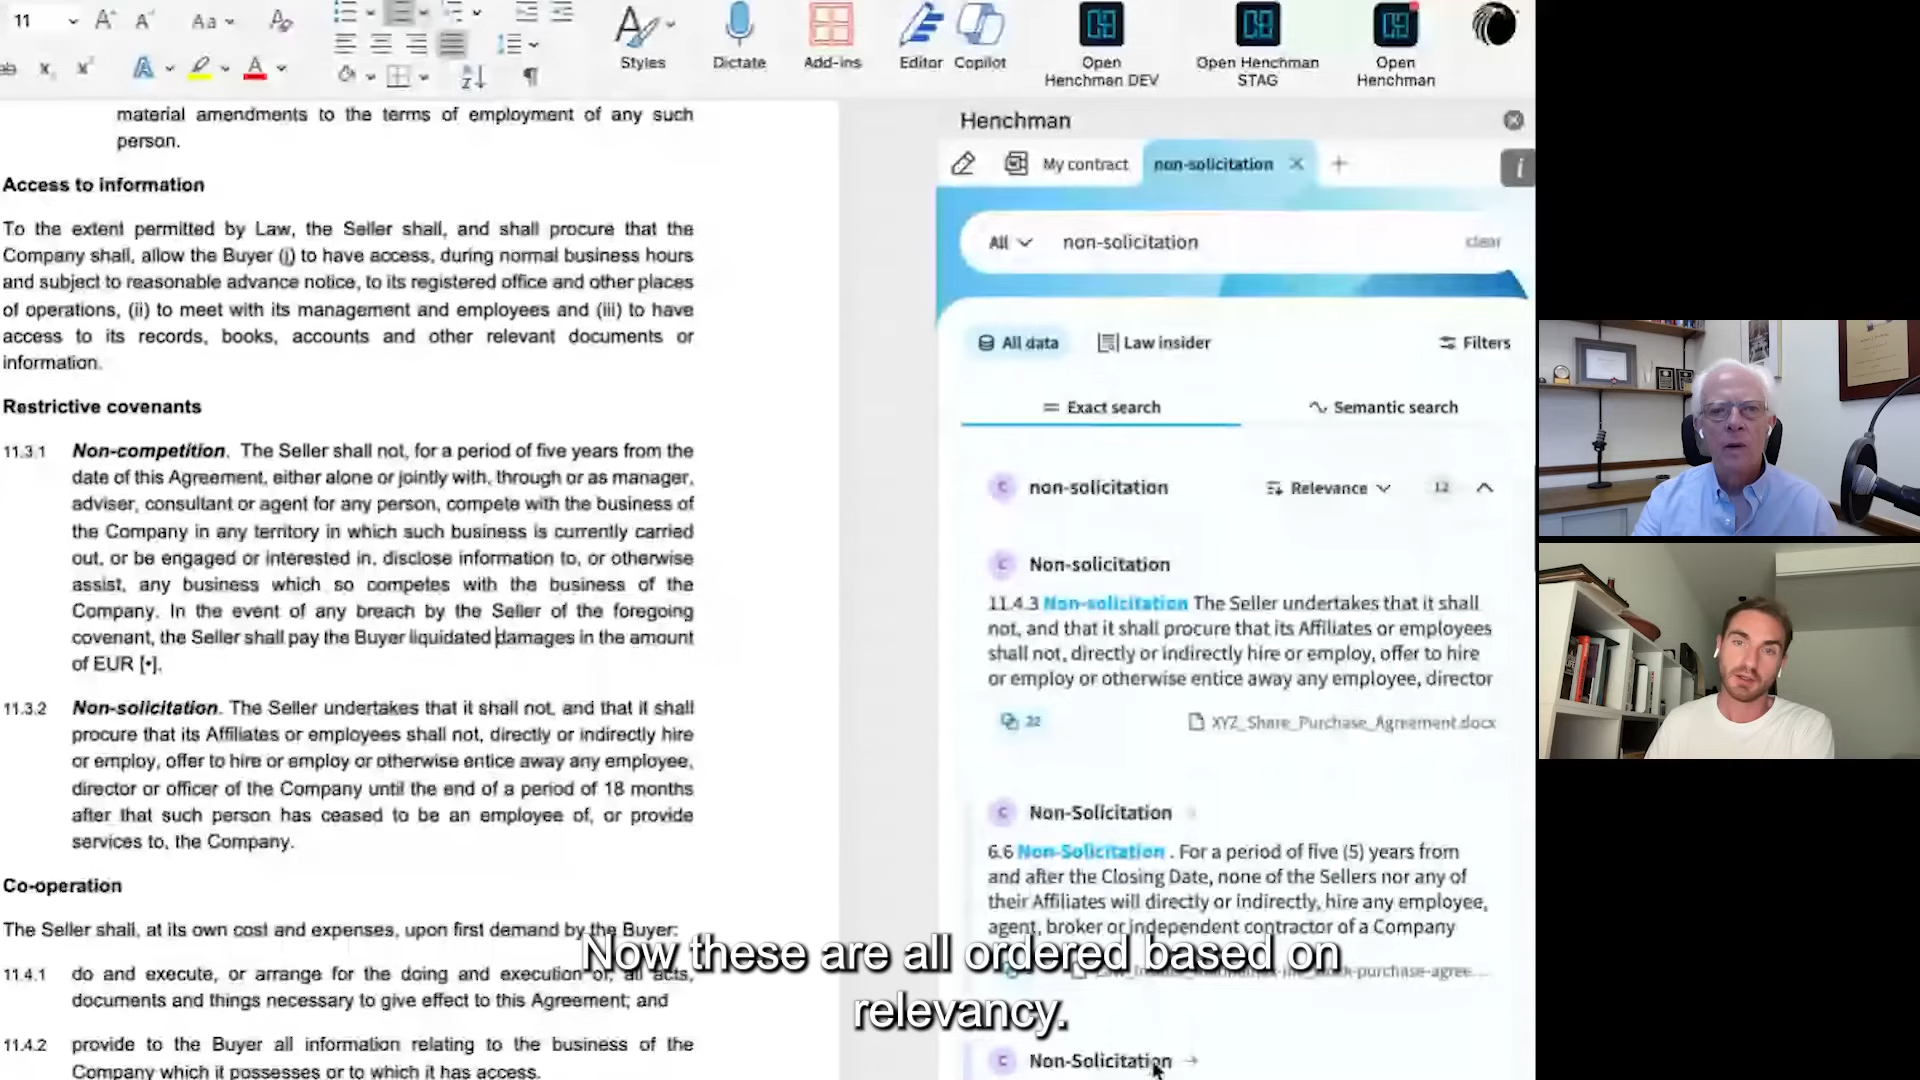 11
Aa
Styles
Dictate
Add-ins
Editor
Copilot
Open
Henchman DEV
Open Henchman
STAG
Open
Henchman
material amendments to the terms of employment of any such
person.
Access to information
To the extent permitted by Law, the Seller shall, and shall procure that the
Company shall, allow the Buyer (i) to have access, during normal business hours
and subject to reasonable advance notice, to its registered office and other places
of operations, (ii) to meet with its management and employees and (iii) to have
access to its records, books, accounts and other relevant documents or
information.
Restrictive covenants
11.3.1 Non-competition. The Seller shall not, for a period of five years from the
date of this Agreement, either alone or jointly with, through or as manager,
adviser, consultant or agent for any person, compete with the business of
the Company in any territory in which such business is currently carried
out, or be engaged or interested in, disclose information to, or otherwise
assist, any business which so competes with the business of the
Company. In the event of any breach by the Seller of the foregoing
covenant, the Seller shall pay the Buyer liquidated damages in the amount
of EUR [•].
11.3.2 Non-solicitation. The Seller undertakes that it shall not, and that it shall
procure that its Affiliates or employees shall not, directly or indirectly hire
or employ, offer to hire or employ or otherwise entice away any employee,
director or officer of the Company until the end of a period of 18 months
after that such person has ceased to be an employee of, or provide
services to, the Company.
Co-operation
The Seller shall, at its own cost and expenses, upon first demand by the Buyer:
11.4.1 do and execute, or arrange for the doing and execution of, all acts,
documents and things necessary to give effect to this Agreement; and
11.4.2 provide to the Buyer all information relating to the business of the
Company which it possesses or to which it has access.
Henchman
My contract
non-solicitation
All
non-solicitation
clear
All data
Law insider
Filters
Exact search
Semantic search
C non-solicitation
Relevance
12
C Non-solicitation
11.4.3 Non-solicitation The Seller undertakes that it shall
not, and that it shall procure that its Affiliates or employees
shall not, directly or indirectly hire or employ, offer to hire
or employ or otherwise entice away any employee, director
22
XYZ_Share_Purchase_Agreement.docx
C Non-Solicitation
6.6 Non-Solicitation . For a period of five (5) years from
and after the Closing Date, none of the Sellers nor any of
their Affiliates will directly or indirectly, hire any employee,
agent, broker or independent contractor of a Company
C Non-Solicitation
Now these are all ordered based on
relevancy.